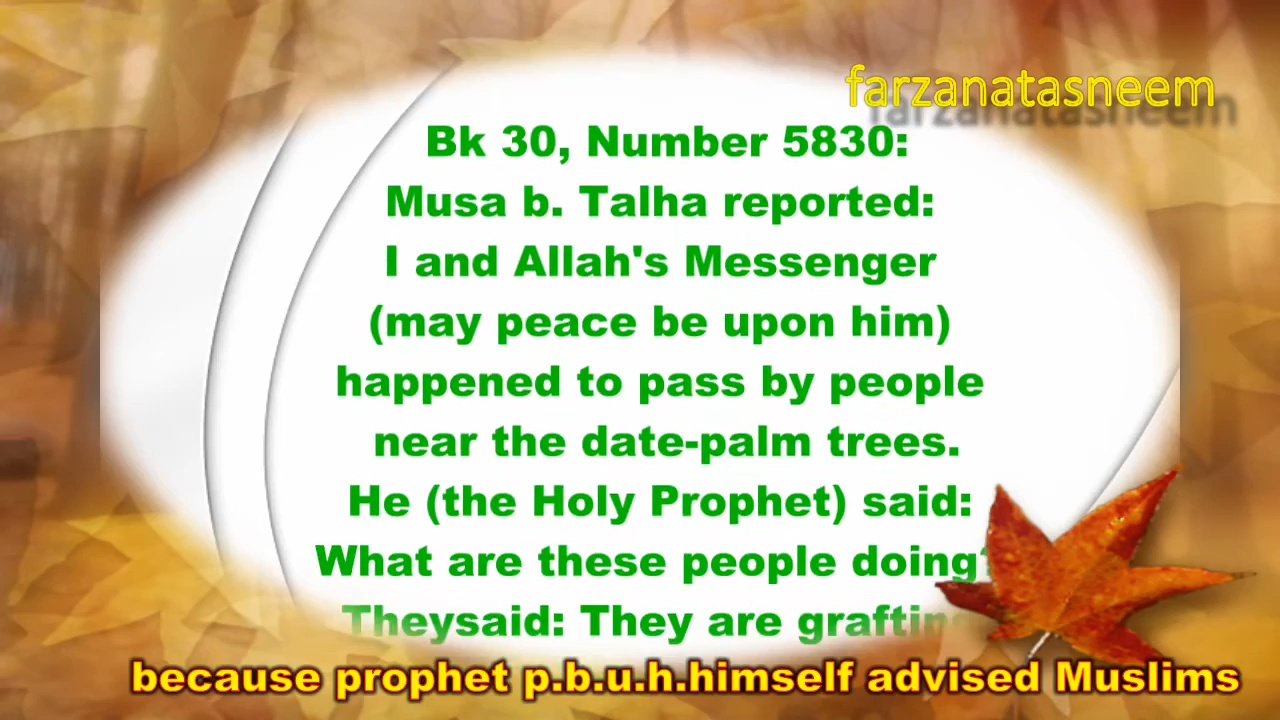 farzanatasneem
Bk 30, Number 5830:
Musa b. Talha reported:
I and Allah's Messenger
(may peace be upon him)
happened to pass by people
near the date-palm trees.
He (the Holy Prophet) said:
What are these people doing?
Theysaid: They are grafting
because prophet p.b.u.h.himself advised Muslims